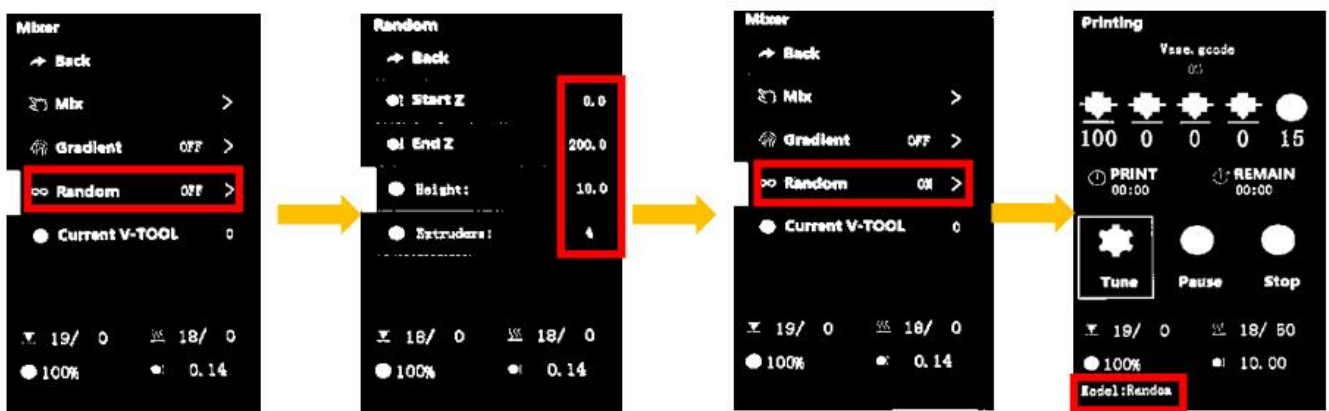 Mixer
Back
Mix >
Gradient OFF >
Random OFF >
Current V-TOOL 0
19/ 0 18/ 0
100% 0.14
Random
Back
Start Z 0.0
End Z 200.0
Height: 10.0
Extruders: 4
18/ 0 18/ 0
100% 0.14
Mixer
Back
Mix >
Gradient OFF >
Random ON >
Current V-TOOL 0
19/ 0 18/ 0
100% 0.14
Printing
Vase.gcode
0%
100 0 0 0 15
PRINT REMAIN
00:00 00:00
Tune Pause Stop
19/ 0 18/ 50
100% 10.00
Model:Random